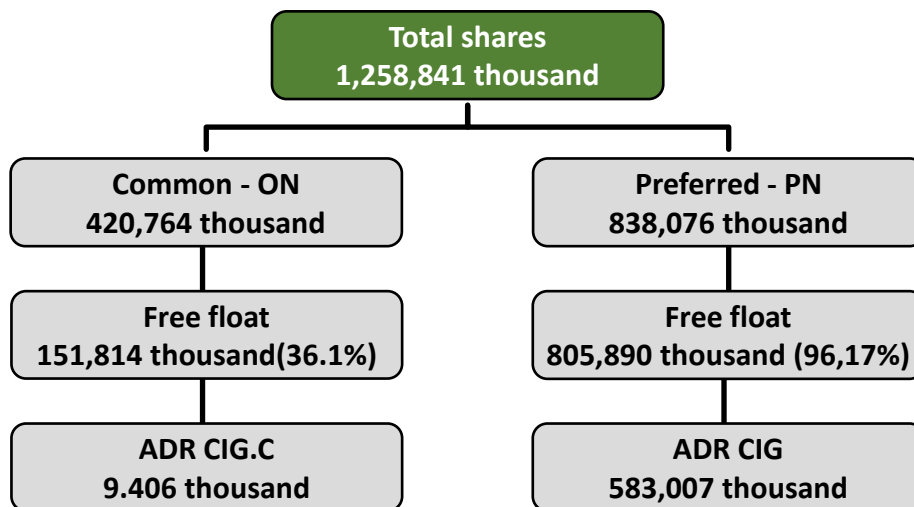 Total shares
1,258,841 thousand
Common - ON
420,764 thousand
Preferred - PN
838,076 thousand
Free float
151,814 thousand(36.1%)
Free float
805,890 thousand (96,17%)
ADR CIG.C
9.406 thousand
ADR CIG
583,007 thousand